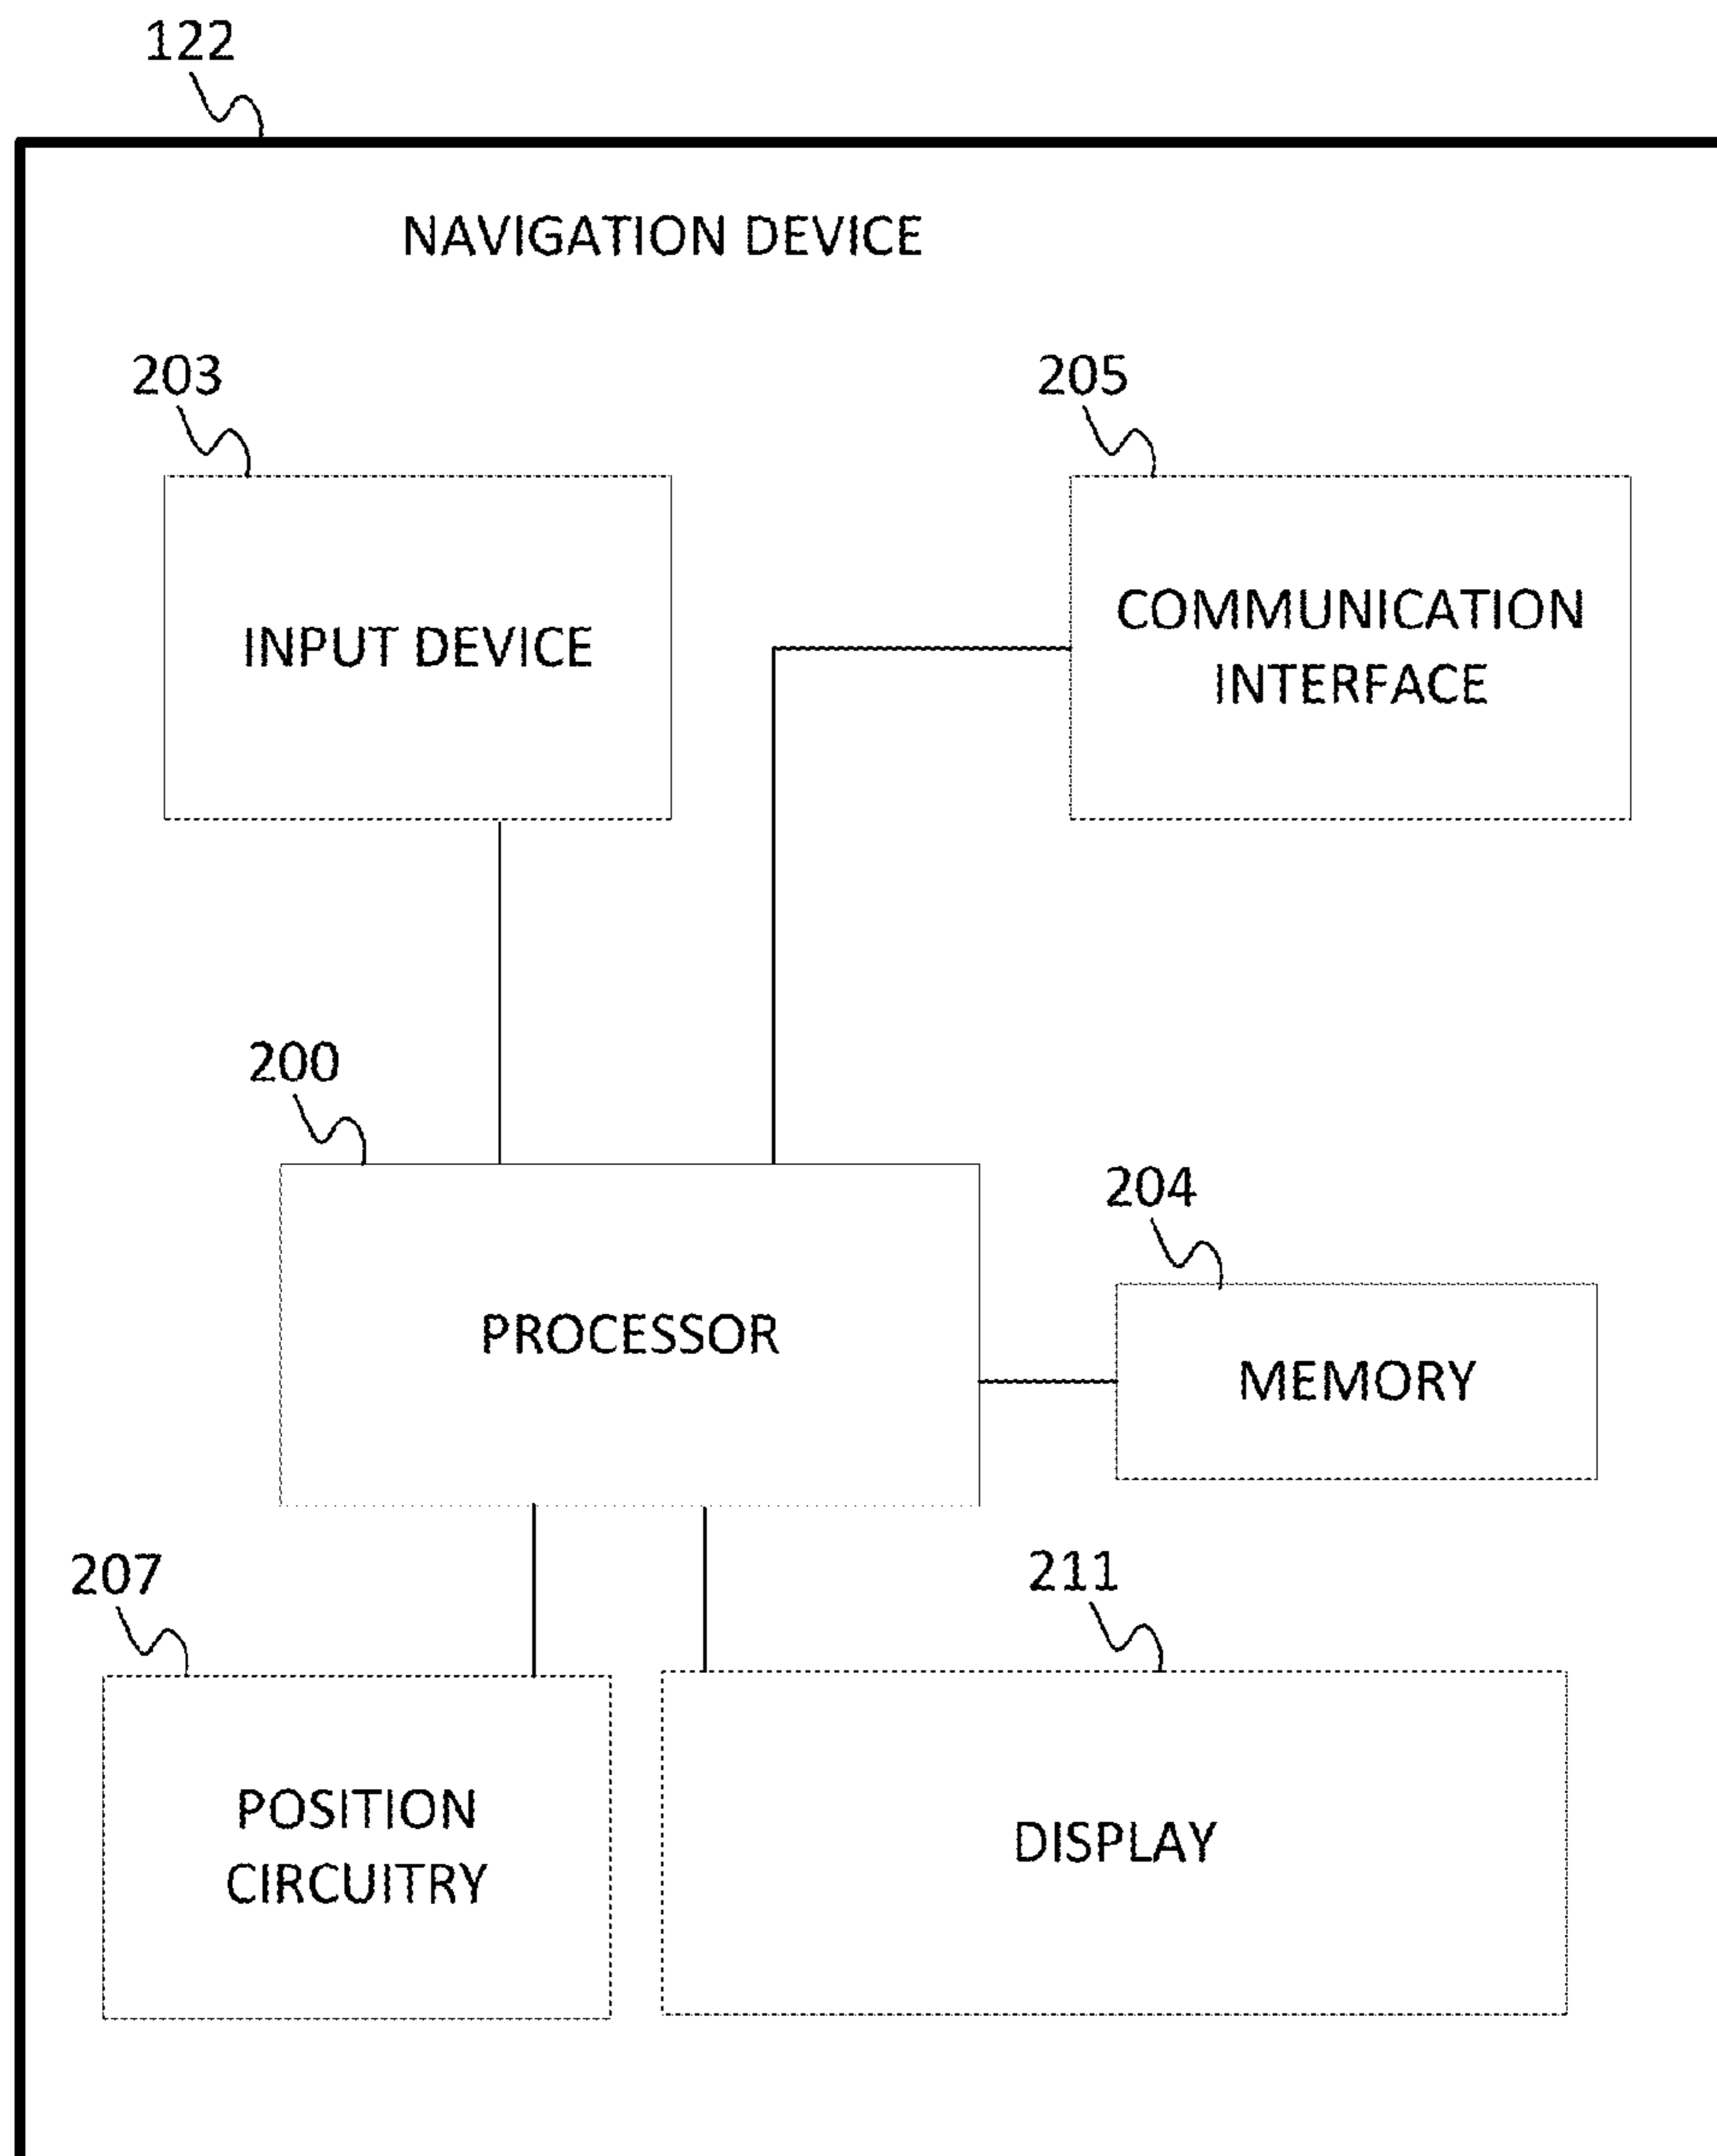 122
NAVIGATION DEVICE
203
205
INPUT DEVICE
COMMUNICATION
INTERFACE
200
204
PROCESSOR
MEMORY
207
211
POSITION
CIRCUITRY
DISPLAY